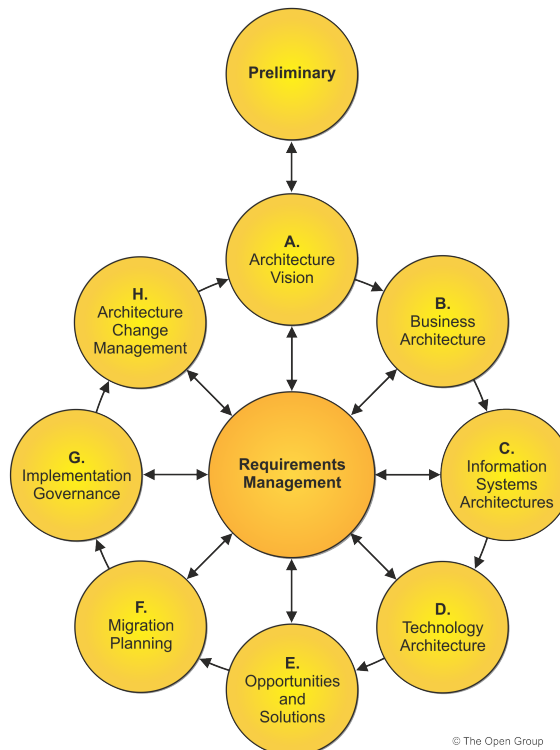 Preliminary
A.
Architecture
Vision
B.
Business
Architecture
H.
Architecture
Change
Management
C.
Information
Systems
Architectures
G.
Implementation
Governance
Requirements
Management
D.
Technology
Architecture
F.
Migration
Planning
E.
Opportunities
and
Solutions
© The Open Group